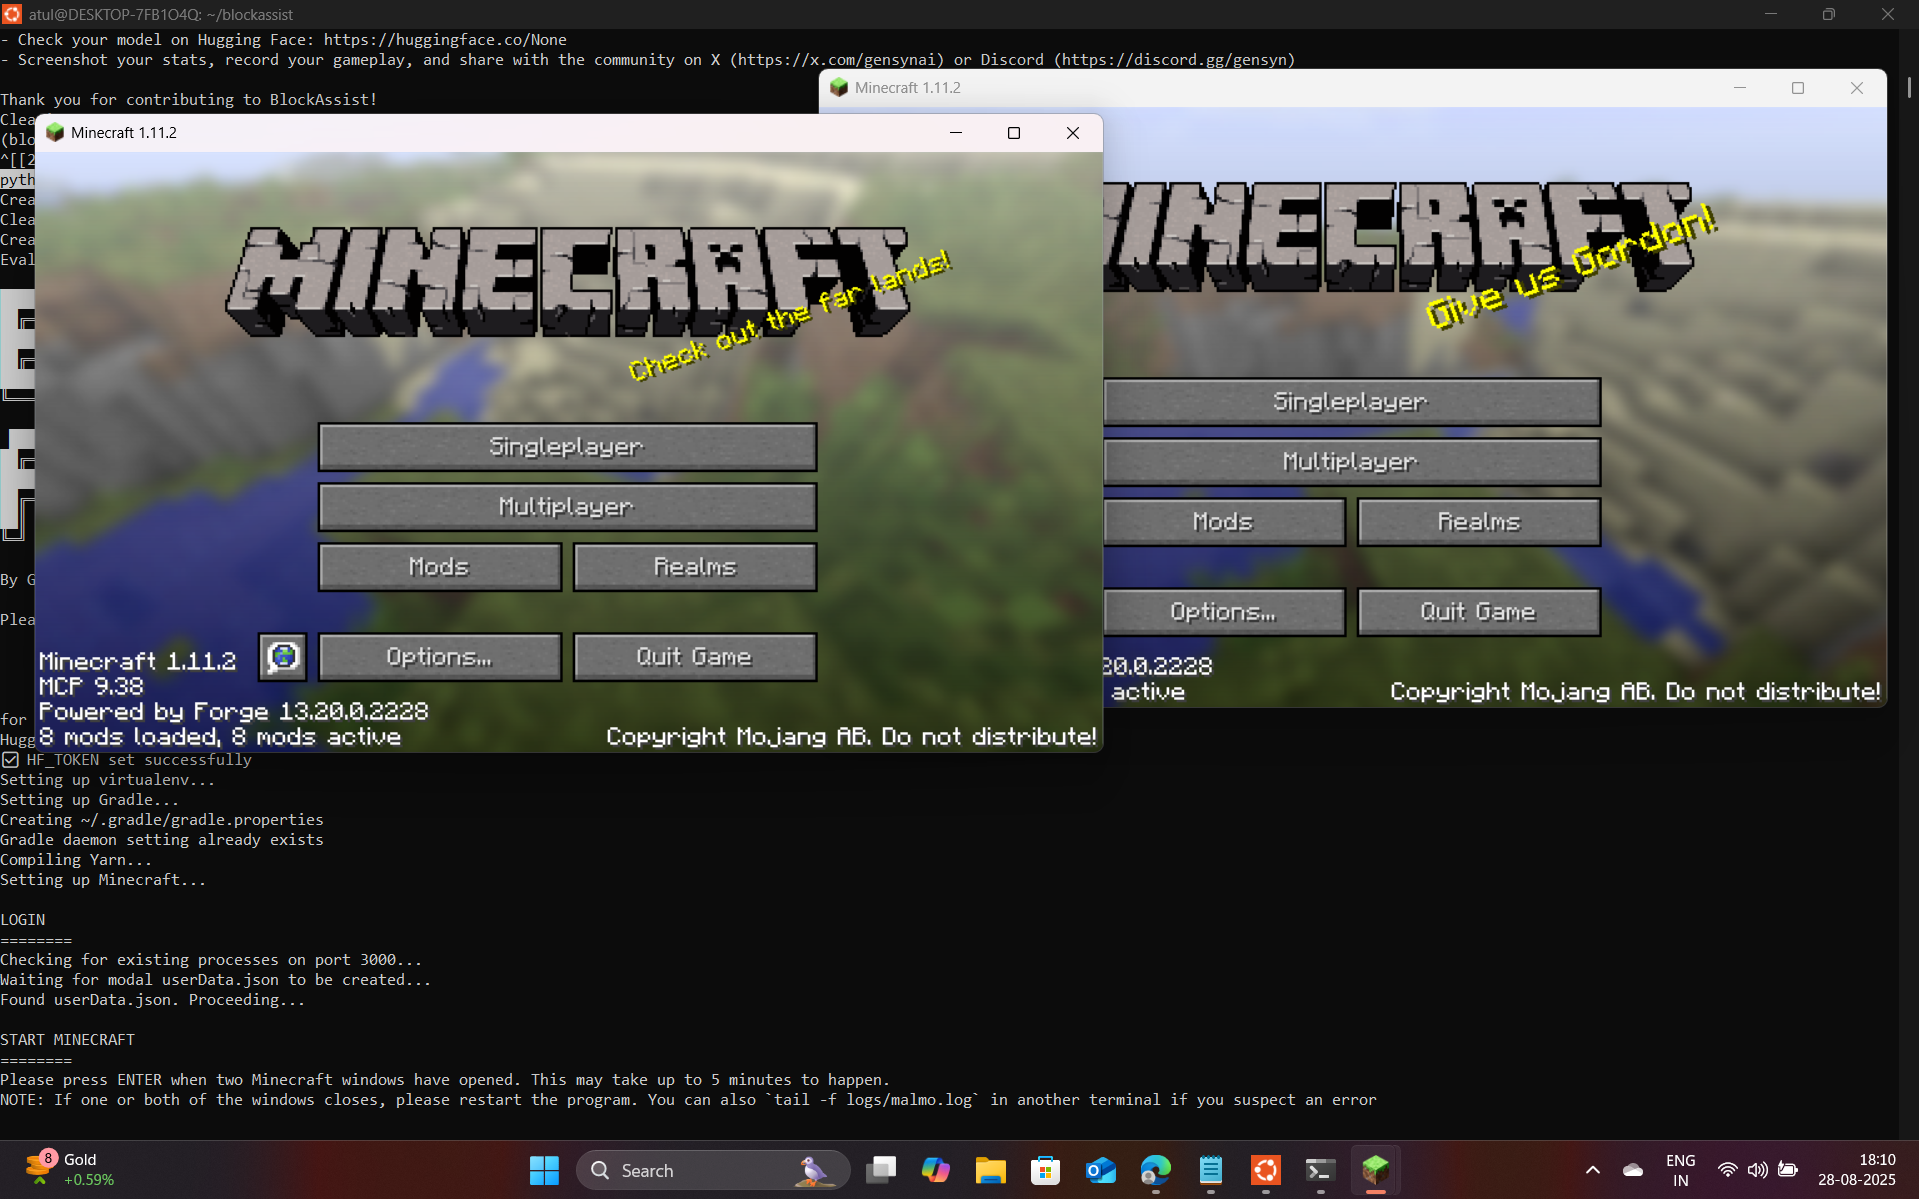 atul@DESKTOP-7FB1O4Q: ~/blockassist
- Check your model on Hugging Face: https://huggingface.co/None
- Screenshot your stats, record your gameplay, and share with the community on X (https://x.com/gensynai) or Discord (https://discord.gg/gensyn)
Thank you for contributing to BlockAssist!
Clea
(blo
^[[2
pyth
Crea
Clea
Crea
Eval
By G
Plea
for
Hugg
Minecraft 1.11.2
MINECRAFT
Check out the far lands!
Singleplayer
Multiplayer
Mods
Realms
Options...
Quit Game
Minecraft 1.11.2
MCP 9.38
Powered by Forge 13.20.0.2228
8 mods loaded, 8 mods active
Copyright Mojang AB. Do not distribute!
Minecraft 1.11.2
MINECRAFT
Give us Gordon!
Singleplayer
Multiplayer
Mods
Realms
Options...
Quit Game
20.0.2228
active
Copyright Mojang AB. Do not distribute!
HF_TOKEN set successfully
Setting up virtualenv...
Setting up Gradle...
Creating ~/.gradle/gradle.properties
Gradle daemon setting already exists
Compiling Yarn...
Setting up Minecraft...
LOGIN
========
Checking for existing processes on port 3000...
Waiting for modal userData.json to be created...
Found userData.json. Proceeding...
START MINECRAFT
========
Please press ENTER when two Minecraft windows have opened. This may take up to 5 minutes to happen.
NOTE: If one or both of the windows closes, please restart the program. You can also `tail -f logs/malmo.log` in another terminal if you suspect an error
8
Gold
+0.59%
Search
ENG
IN
18:10
28-08-2025